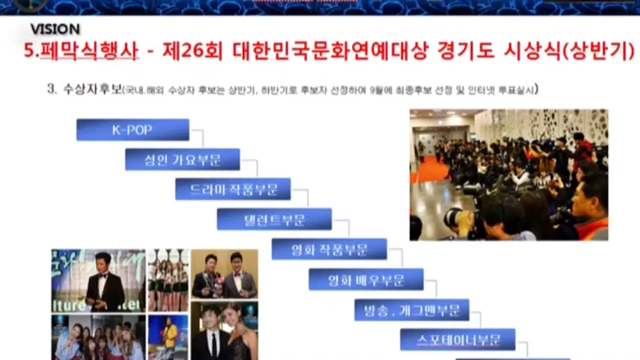 VISION
5.폐막식행사 - 제26회 대한민국문화연예대상 경기도 시상식(상반기)
3. 수상자후보(국내.해외 수상자 후보는 상반기, 하반기로 후보자 선정하여 9월에 최종후보 선정 및 인터넷 투표실시)
K-POP
성인 가요부문
드라마 작품부문
탤런트부문
영화 작품부문
영화 배우부문
방송 . 개그맨부문
스포테이너부문